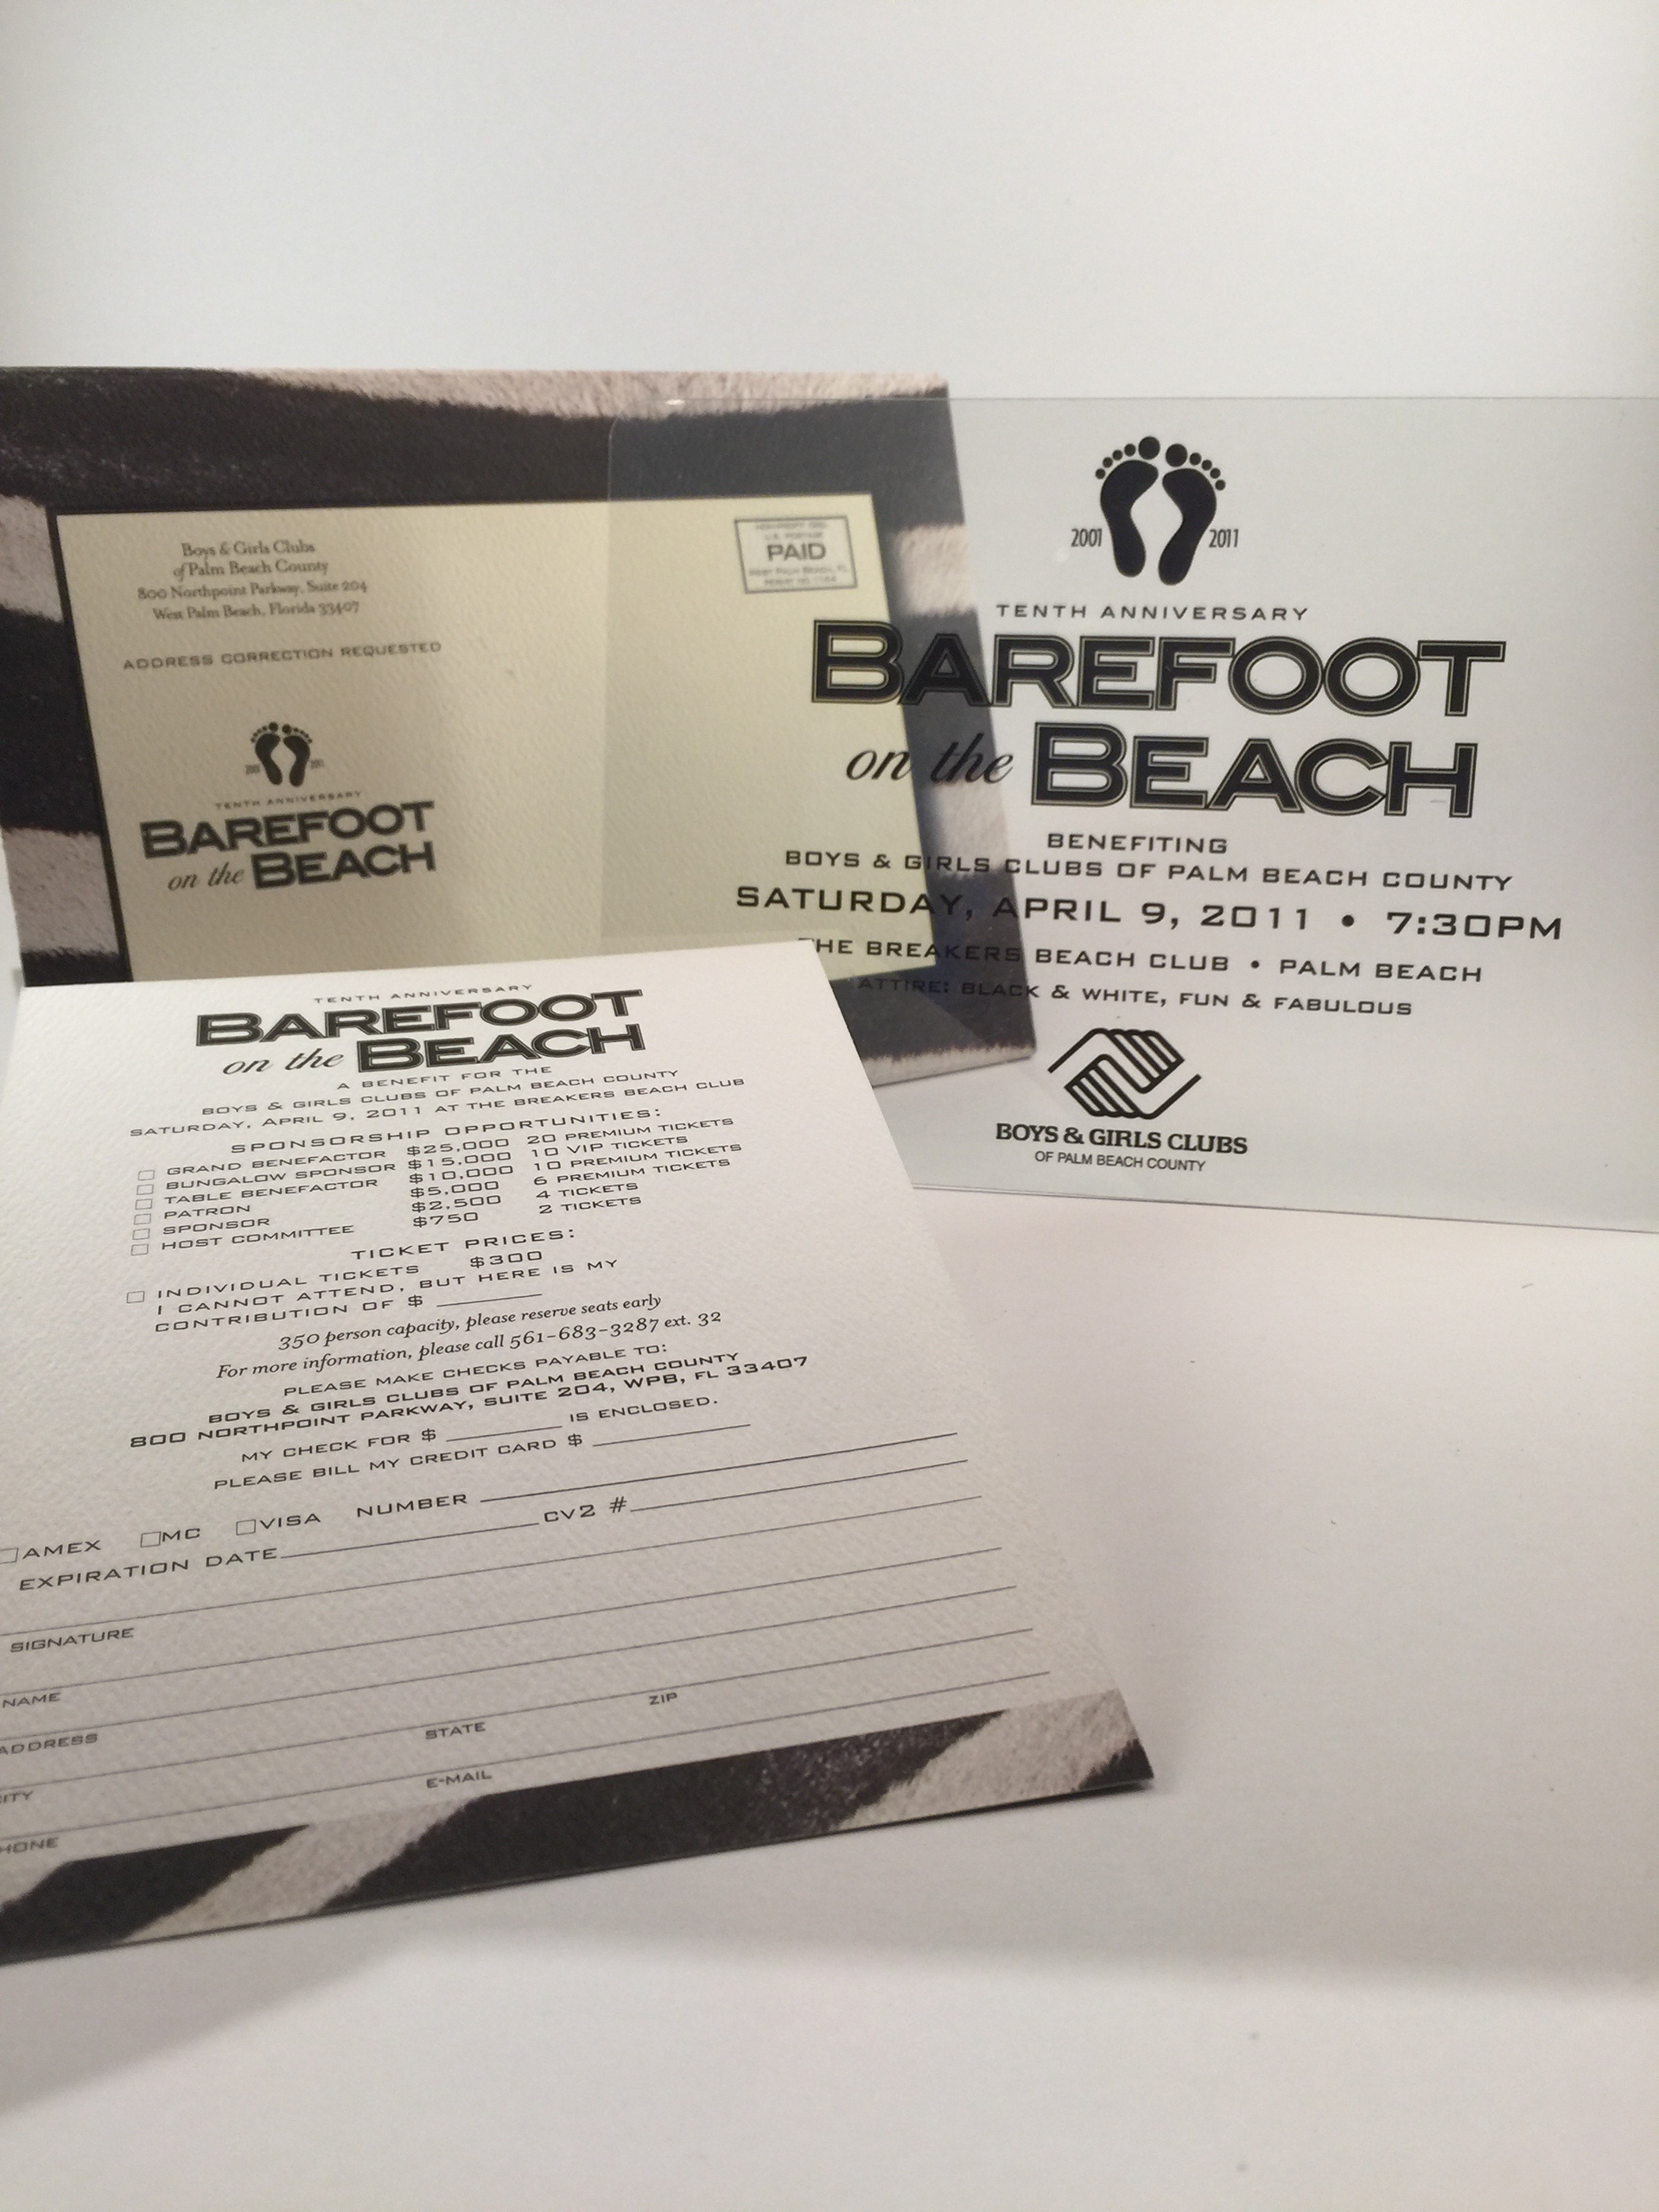 Boys & Girls Clubs
of Palm Beach County
800 Northpoint Parkway, Suite 204
West Palm Beach, Florida 33407
ADDRESS CORRECTION REQUESTED
NONPROFIT ORG.
U.S. POSTAGE
PAID
WEST PALM BEACH, FL
TENTH ANNIVERSARY
BAREFOOT
on the BEACH
2001 2011
TENTH ANNIVERSARY
BAREFOOT
on the BEACH
BENEFITING
BOYS & GIRLS CLUBS OF PALM BEACH COUNTY
SATURDAY, APRIL 9, 2011 • 7:30PM
THE BREAKERS BEACH CLUB • PALM BEACH
ATTIRE: BLACK & WHITE, FUN & FABULOUS
BOYS & GIRLS CLUBS
OF PALM BEACH COUNTY
TENTH ANNIVERSARY
BAREFOOT
on the BEACH
A BENEFIT FOR THE
BOYS & GIRLS CLUBS OF PALM BEACH COUNTY
SATURDAY, APRIL 9, 2011 AT THE BREAKERS BEACH CLUB
SPONSORSHIP OPPORTUNITIES:
GRAND BENEFACTOR $25,000 20 PREMIUM TICKETS
BUNGALOW SPONSOR $15,000 10 VIP TICKETS
TABLE BENEFACTOR $10,000 10 PREMIUM TICKETS
PATRON $5,000 6 PREMIUM TICKETS
SPONSOR $2,500 4 TICKETS
HOST COMMITTEE $750 2 TICKETS
TICKET PRICES:
INDIVIDUAL TICKETS $300
I CANNOT ATTEND, BUT HERE IS MY
CONTRIBUTION OF $
350 person capacity, please reserve seats early
For more information, please call 561-683-3287 ext. 32
PLEASE MAKE CHECKS PAYABLE TO:
BOYS & GIRLS CLUBS OF PALM BEACH COUNTY
800 NORTHPOINT PARKWAY, SUITE 204, WPB, FL 33407
MY CHECK FOR $ IS ENCLOSED.
PLEASE BILL MY CREDIT CARD $
AMEX MC VISA NUMBER
EXPIRATION DATE CV2 #
SIGNATURE
NAME
ADDRESS
ITY STATE ZIP
HONE E-MAIL